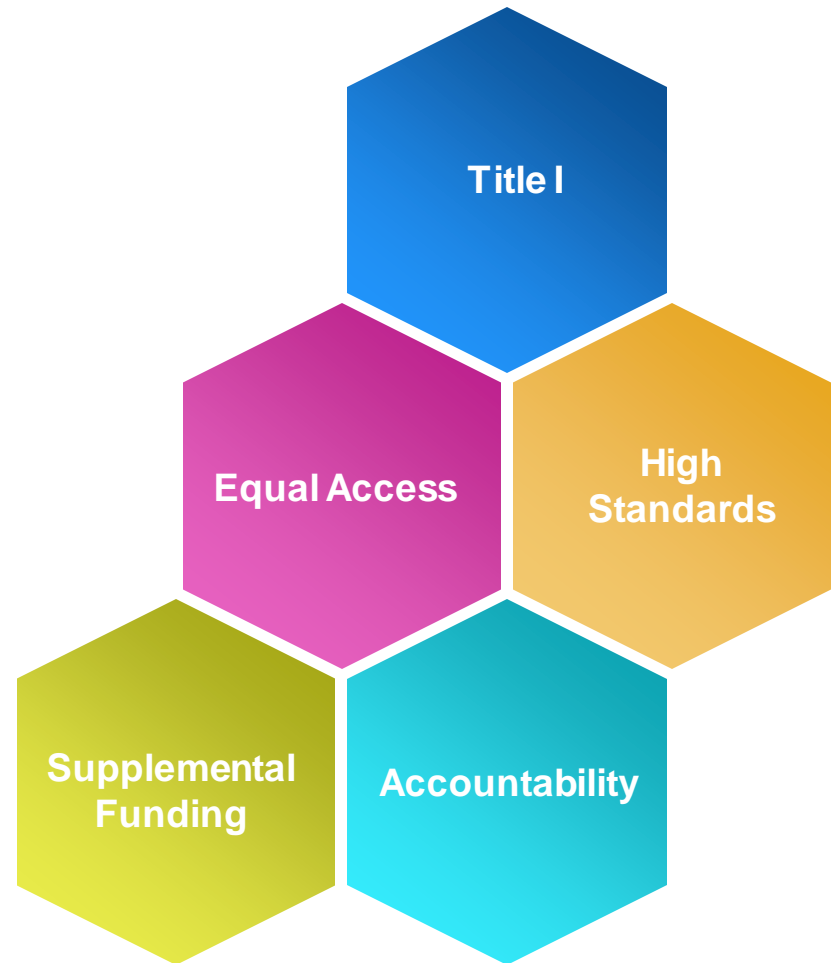 Title I
Equal Access
High
Standards
Supplemental
Funding
Accountability